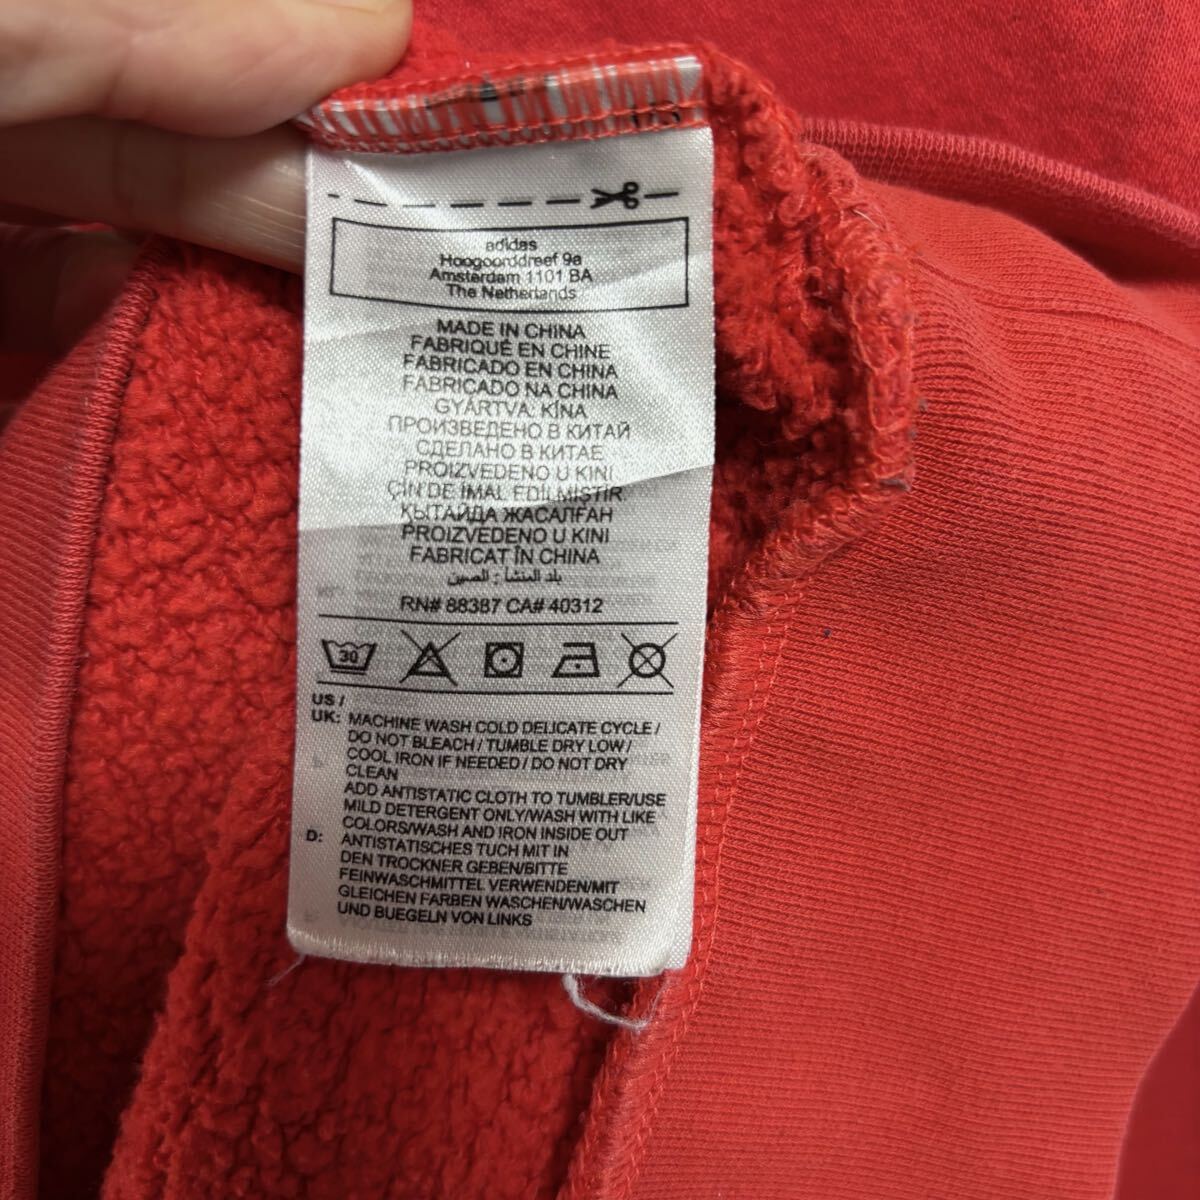 adidas
Hoogoorddreef 9a
Amsterdam 1101 BA
The Netherlands
MADE IN CHINA
FABRIQUÉ EN CHINE
FABRICADO EN CHINA
FABRICADO NA CHINA
GYÁRTVA: KÍNA
ПРОИЗВЕДЕНО В КИТАЙ
СДЕЛАНО В КИТАЕ
PROIZVEDENO U KINI
ÇİN'DE İMAL EDİLMİŞTİR
ҚЫТАЙДА ЖАСАЛҒАН
PROIZVEDENO U KINI
FABRICAT ÎN CHINA
بلد المنشأ : الصين
RN# 88387 CA# 40312
30
US /
UK: MACHINE WASH COLD DELICATE CYCLE /
DO NOT BLEACH / TUMBLE DRY LOW /
COOL IRON IF NEEDED / DO NOT DRY
CLEAN
ADD ANTISTATIC CLOTH TO TUMBLER/USE
MILD DETERGENT ONLY/WASH WITH LIKE
COLORS/WASH AND IRON INSIDE OUT
D: ANTISTATISCHES TUCH MIT IN
DEN TROCKNER GEBEN/BITTE
FEINWASCHMITTEL VERWENDEN/MIT
GLEICHEN FARBEN WASCHEN/WASCHEN
UND BUEGELN VON LINKS